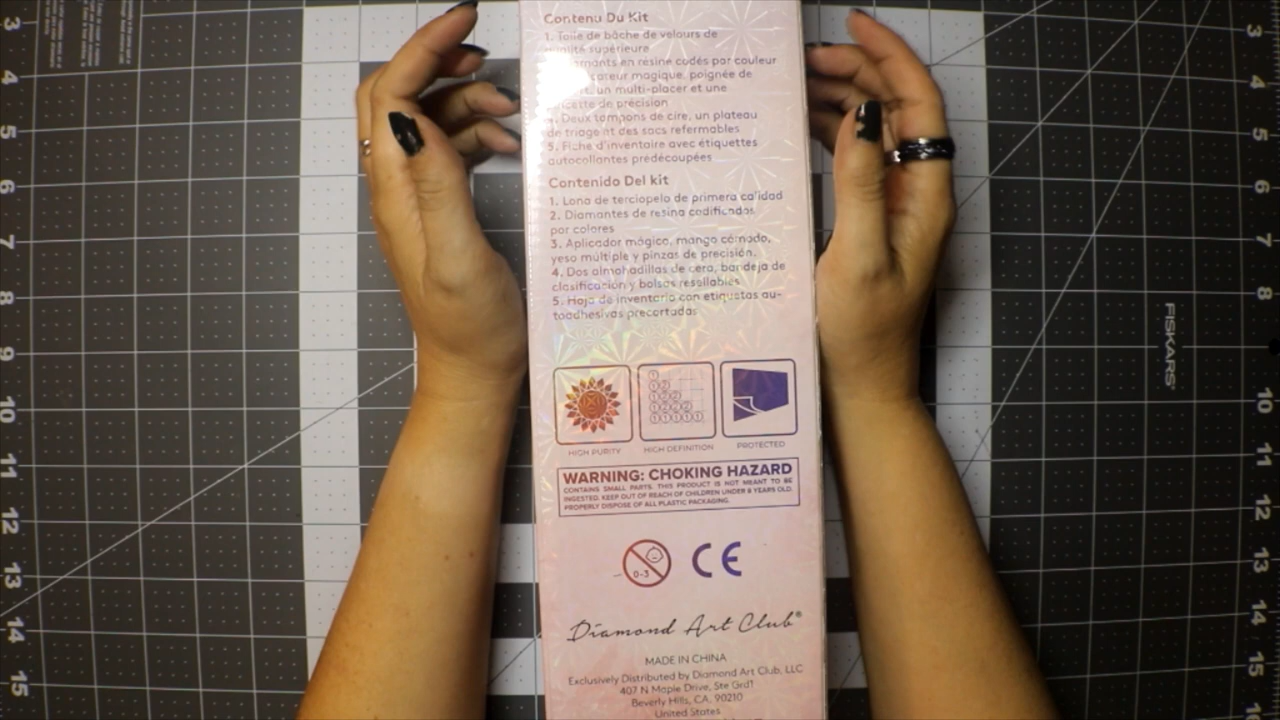 Contenu Du Kit
1. Toile de bâche de velours de
qualité supérieure
en résine codés par couleur
magique, poignée de
un multi-placer et une
de précision
4. Deux tampons de cire, un plateau
de triage et des sacs refermables
5. Fiche d'inventaire avec étiquettes
autocollantes prédécoupées
Contenido Del kit
1. Lona de terciopelo de primera calidad
2. Diamantes de resina codificados
por colores
3. Aplicador mágico, mango cómodo,
yeso múltiple y pinzas de precisión.
4. Dos almohadillas de cera, bandeja de
clasificación y bolsas resellables
5. Hoja de inventario con etiquetas au-
toadhesivas precortadas
HIGH PURITY
HIGH DEFINITION
PROTECTED
WARNING: CHOKING HAZARD
CONTAINS SMALL PARTS. THIS PRODUCT IS NOT MEANT TO BE
INGESTED. KEEP OUT OF REACH OF CHILDREN UNDER 8 YEARS OLD.
PROPERLY DISPOSE OF ALL PLASTIC PACKAGING.
0-3
CE
Diamond Art Club®
MADE IN CHINA
Exclusively Distributed by Diamond Art Club, LLC
407 N Maple Drive, Ste Grd1
Beverly Hills, CA. 90210
United States
FISKARS
3
4
5
6
7
8
9
10
11
12
13
14
15
3
4
5
6
7
8
10
11
12
13
14
15